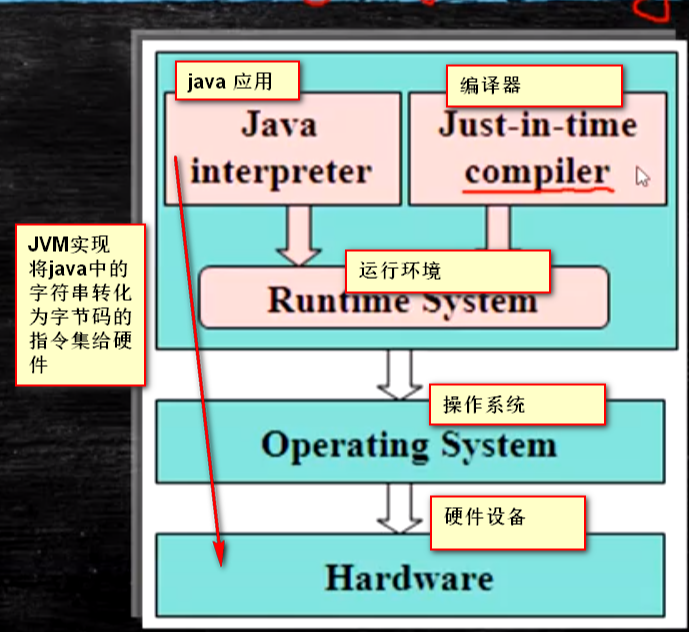 java 应用
编译器
Java
interpreter
Just-in-time
compiler
JVM实现
将java中的
字符串转化
为字节码的
指令集给硬
件
运行环境
Runtime System
操作系统
Operating System
硬件设备
Hardware